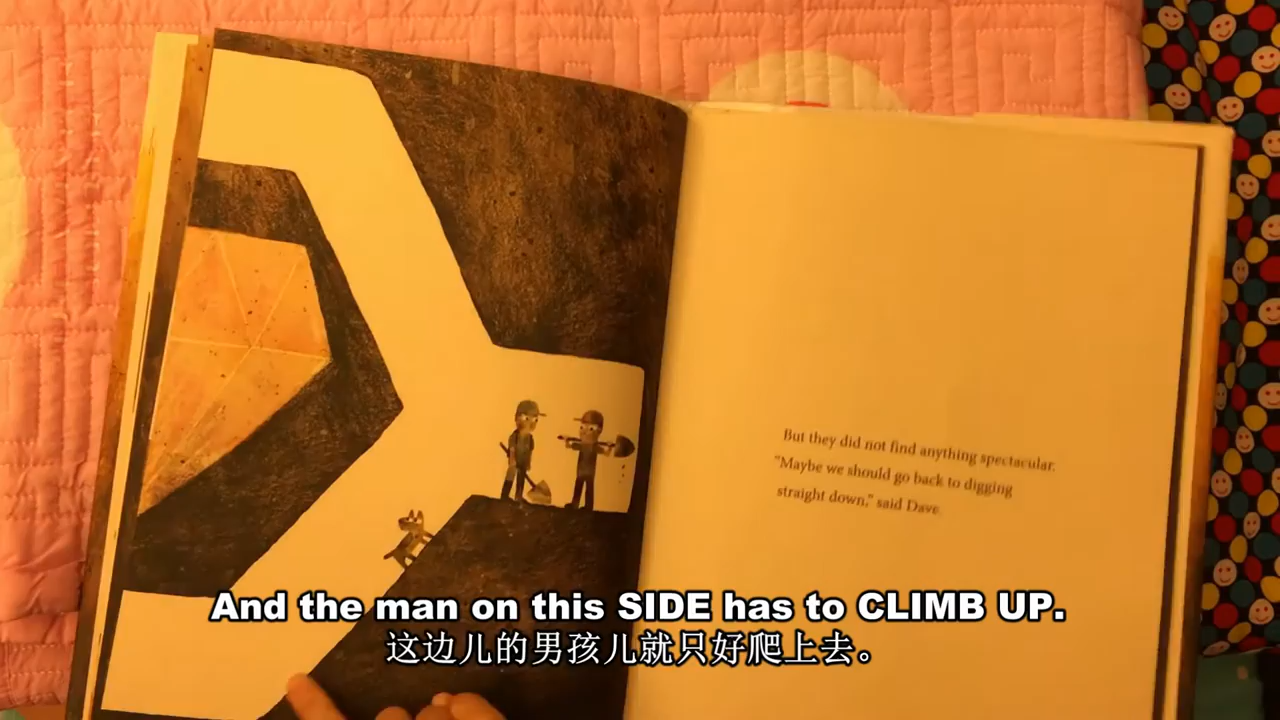 But they did not find anything spectacular.
"Maybe we should go back to digging
straight down," said Dave.
And the man on this SIDE has to CLIMB UP.
这边儿的男孩儿就只好爬上去。